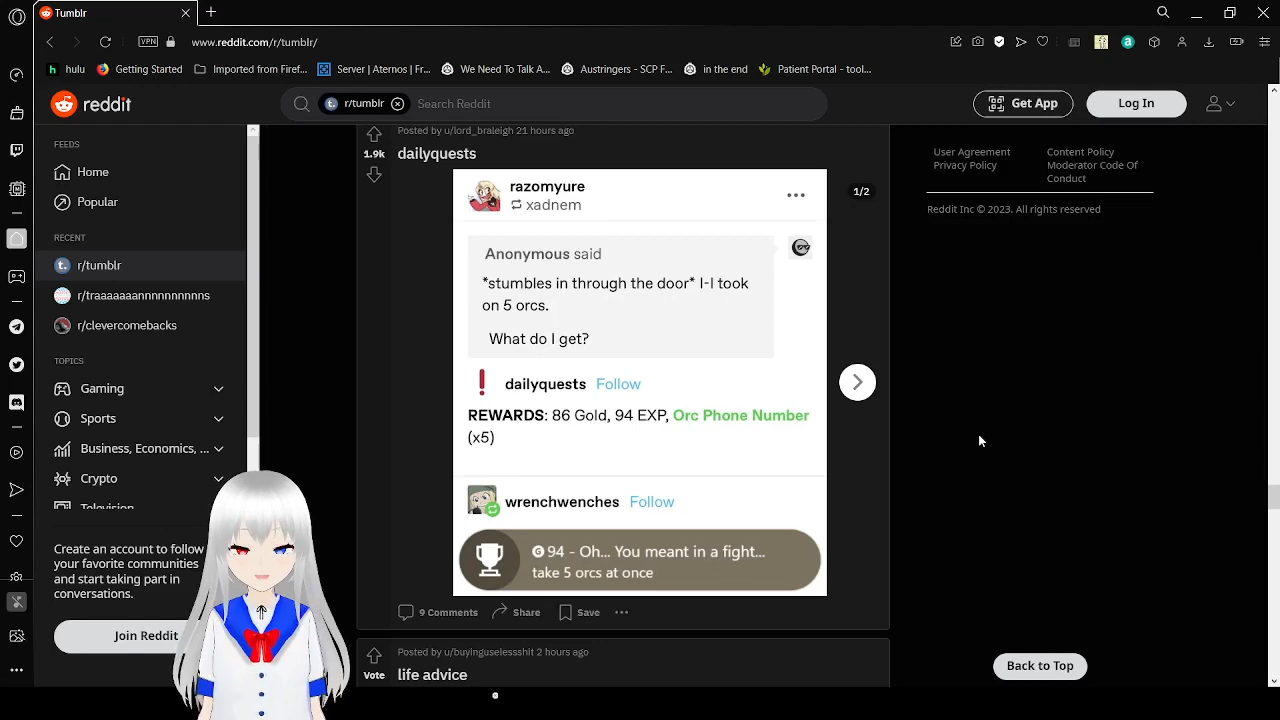 Tumblr
VPN
www.reddit.com/r/tumblr/
hulu
Getting Started
Imported from Firef...
Server | Aternos | Fr...
We Need To Talk A...
Austringers - SCP F...
in the end
Patient Portal - tool...
reddit
r/tumblr
Search Reddit
Get App
Log In
FEEDS
Home
Popular
RECENT
r/tumblr
r/traaaaaaannnnnnnnns
r/clevercomebacks
TOPICS
Gaming
Sports
Business, Economics, ...
Crypto
Television
Create an account to follow
your favorite communities
and start taking part in
conversations.
Join Reddit
Posted by u/lord_braleigh 21 hours ago
1.9k
dailyquests
razomyure
xadnem
1/2
Anonymous said
*stumbles in through the door* I-I took
on 5 orcs.
What do I get?
dailyquests Follow
REWARDS: 86 Gold, 94 EXP, Orc Phone Number
(x5)
wrenchwenches Follow
G 94 - Oh... You meant in a fight...
take 5 orcs at once
9 Comments
Share
Save
Posted by u/buyinguselessshit 2 hours ago
Vote
life advice
User Agreement
Privacy Policy
Content Policy
Moderator Code Of
Conduct
Reddit Inc © 2023. All rights reserved
Back to Top